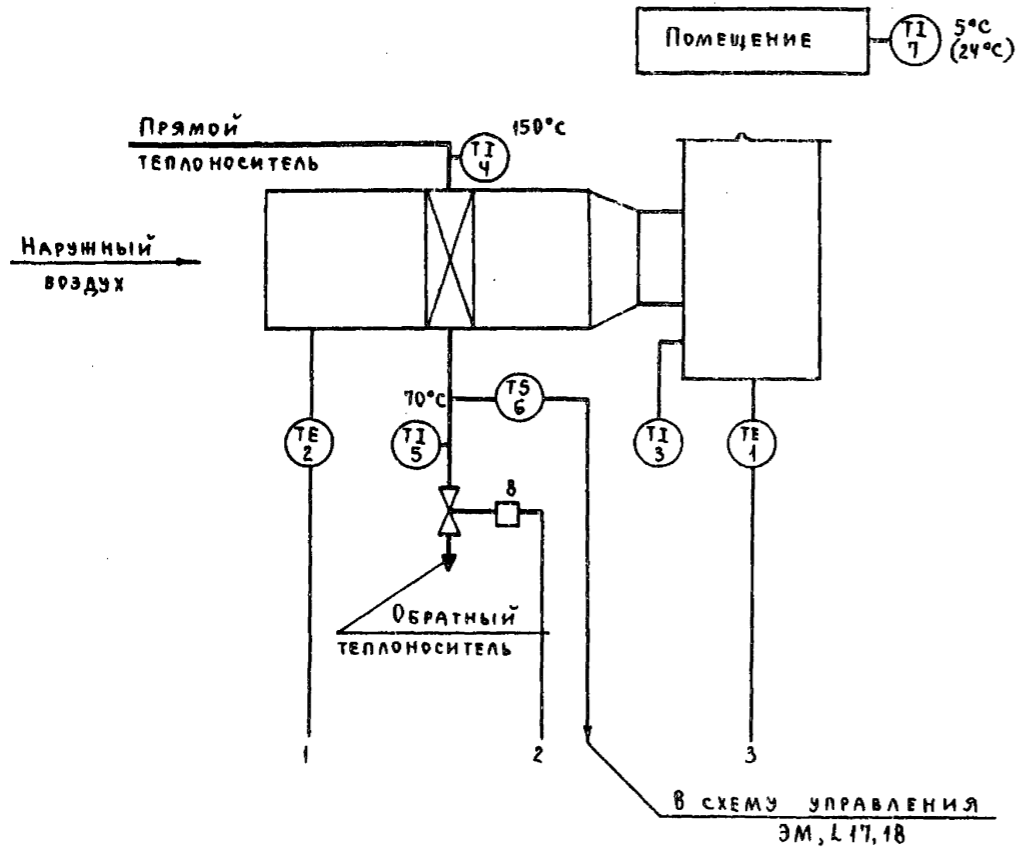 Помещение
TI
7
5°С
(24°С)
Прямой
теплоноситель
TI
4
150°С
Наружный
воздух
70°С
TS
6
TE
2
TI
5
TI
3
TE
1
8
Обратный
теплоноситель
1
2
3
В схему управления
ЭМ, L 17, 18